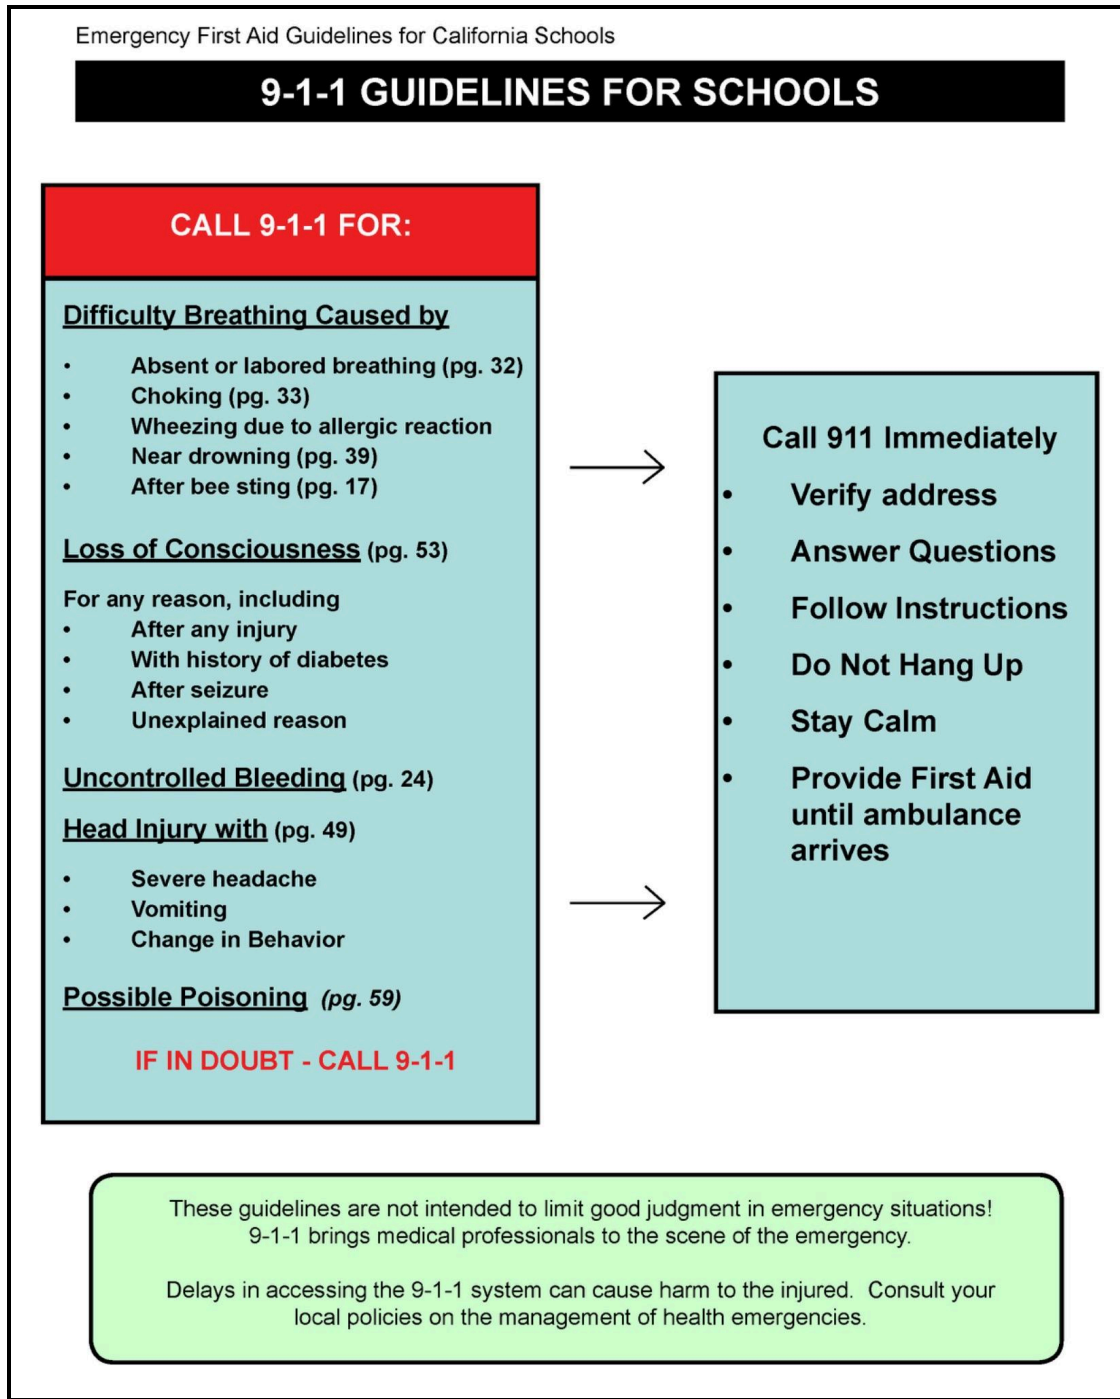 Emergency First Aid Guidelines for California Schools
9-1-1 GUIDELINES FOR SCHOOLS
CALL 9-1-1 FOR:
Difficulty Breathing Caused by
• Absent or labored breathing (pg. 32)
• Choking (pg. 33)
• Wheezing due to allergic reaction
• Near drowning (pg. 39)
• After bee sting (pg. 17)
Loss of Consciousness (pg. 53)
For any reason, including
• After any injury
• With history of diabetes
• After seizure
• Unexplained reason
Uncontrolled Bleeding (pg. 24)
Head Injury with (pg. 49)
• Severe headache
• Vomiting
• Change in Behavior
Possible Poisoning (pg. 59)
IF IN DOUBT - CALL 9-1-1
Call 911 Immediately
• Verify address
• Answer Questions
• Follow Instructions
• Do Not Hang Up
• Stay Calm
• Provide First Aid
until ambulance
arrives
These guidelines are not intended to limit good judgment in emergency situations!
9-1-1 brings medical professionals to the scene of the emergency.
Delays in accessing the 9-1-1 system can cause harm to the injured.  Consult your
local policies on the management of health emergencies.